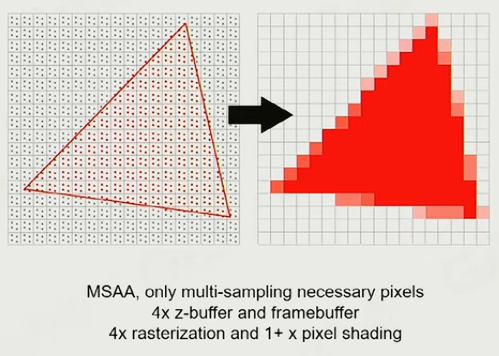 MSAA, only multi-sampling necessary pixels
4x z-buffer and framebuffer
4x rasterization and 1+ x pixel shading